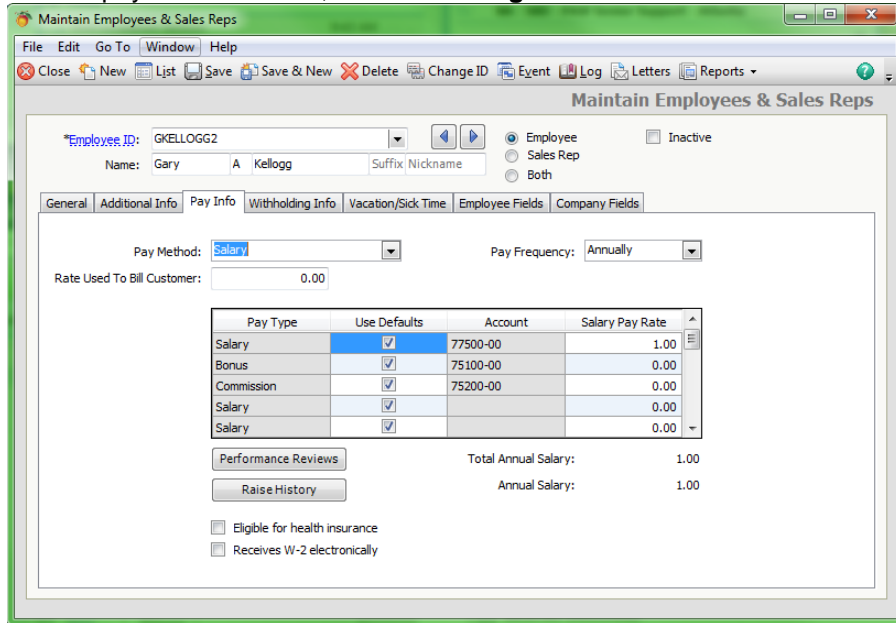 Maintain Employees & Sales Reps
File Edit Go To Window Help
Close New List Save Save & New Delete Change ID Event Log Letters Reports
Maintain Employees & Sales Reps
*Employee ID: GKELLOGG2 Employee Inactive
Sales Rep
Name: Gary A Kellogg Suffix Nickname
Both
General Additional Info Pay Info Withholding Info Vacation/Sick Time Employee Fields Company Fields
Pay Method: Salary Pay Frequency: Annually
Rate Used To Bill Customer: 0.00
Pay Type Use Defaults Account Salary Pay Rate
Salary 77500-00 1.00
Bonus 75100-00 0.00
Commission 75200-00 0.00
Salary 0.00
Salary 0.00
Performance Reviews Total Annual Salary: 1.00
Raise History Annual Salary: 1.00
Eligible for health insurance
Receives W-2 electronically